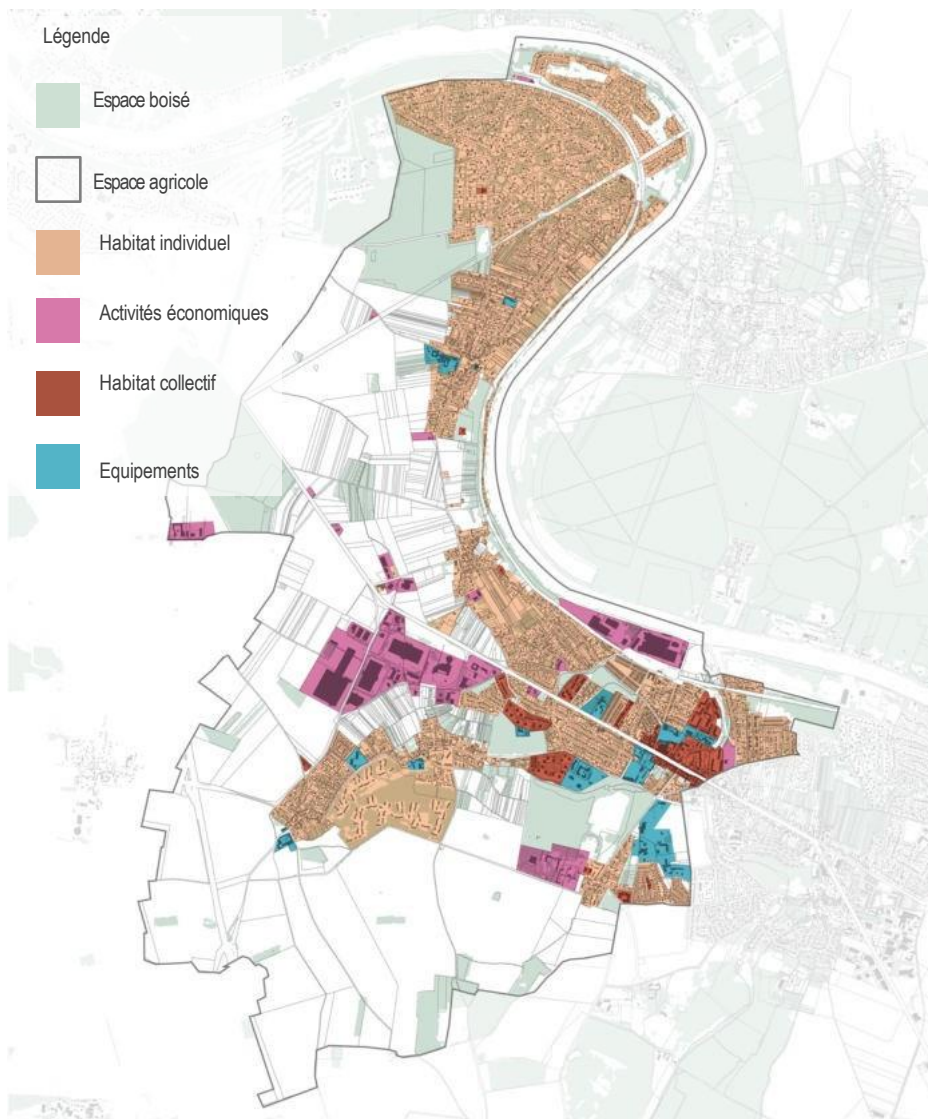 Légende
Espace boisé
Espace agricole
Habitat individuel
Activités économiques
Habitat collectif
Equipements